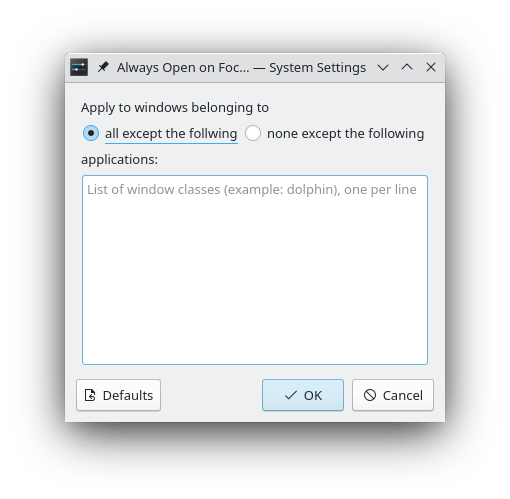 Always Open on Foc... — System Settings
Apply to windows belonging to
all except the follwing none except the following
applications:
List of window classes (example: dolphin), one per line
Defaults OK Cancel